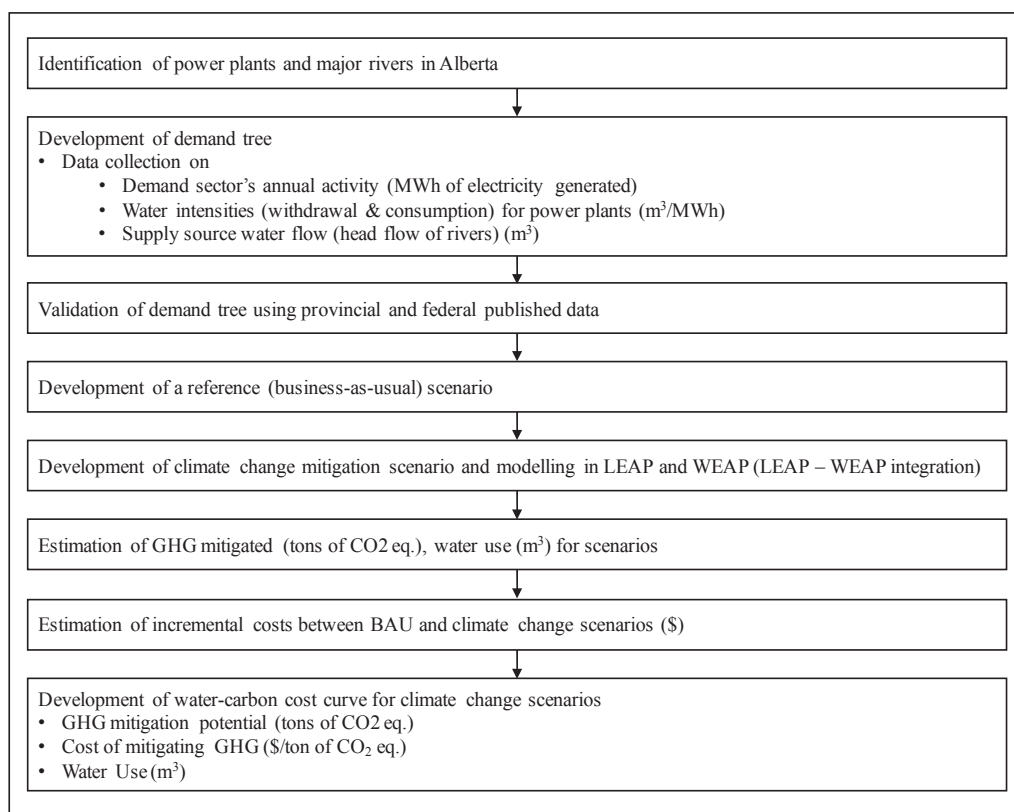 Identification of power plants and major rivers in Alberta
Development of demand tree
• Data collection on
• Demand sector's annual activity (MWh of electricity generated)
• Water intensities (withdrawal & consumption) for power plants (m³/MWh)
• Supply source water flow (head flow of rivers) (m³)
Validation of demand tree using provincial and federal published data
Development of a reference (business-as-usual) scenario
Development of climate change mitigation scenario and modelling in LEAP and WEAP (LEAP – WEAP integration)
Estimation of GHG mitigated (tons of CO2 eq.), water use (m³) for scenarios
Estimation of incremental costs between BAU and climate change scenarios ($)
Development of water-carbon cost curve for climate change scenarios
• GHG mitigation potential (tons of CO2 eq.)
• Cost of mitigating GHG ($/ton of CO₂ eq.)
• Water Use (m³)